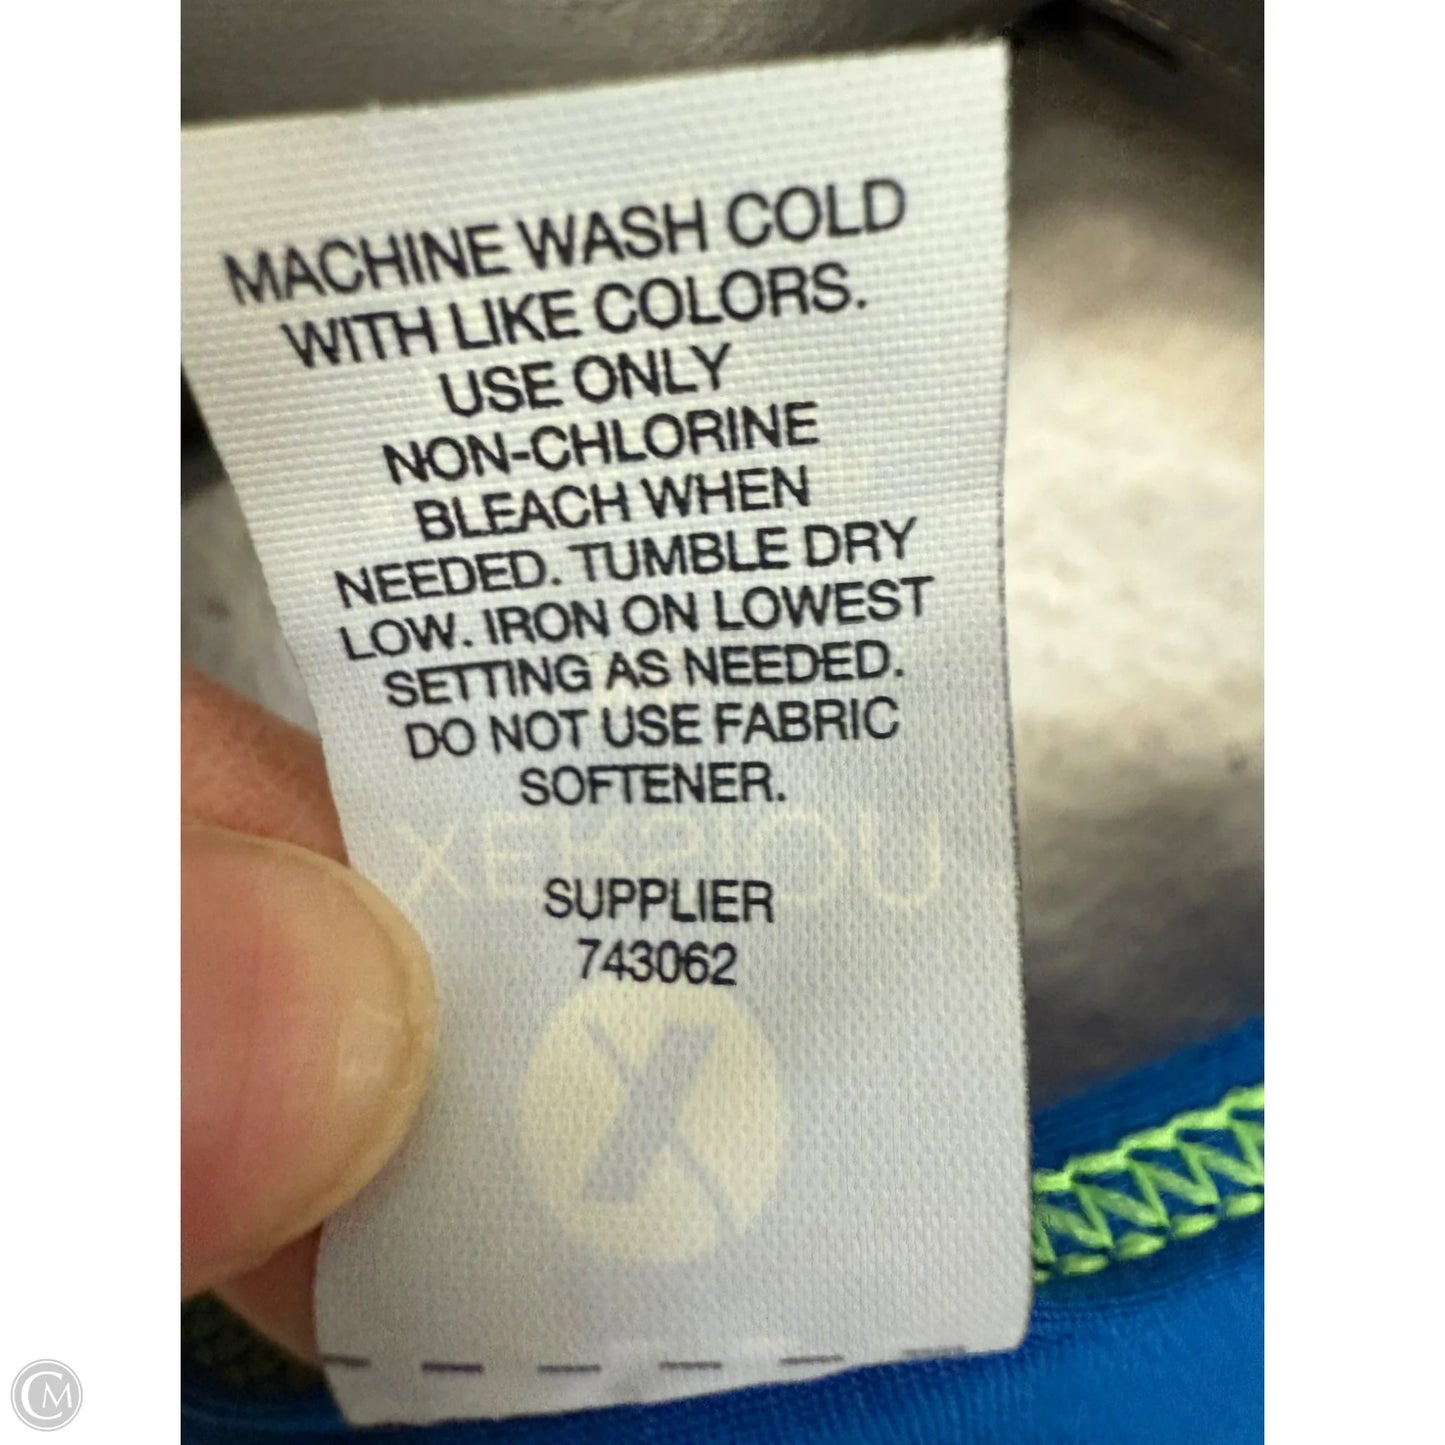 MACHINE WASH COLD
WITH LIKE COLORS.
USE ONLY
NON-CHLORINE
BLEACH WHEN
NEEDED. TUMBLE DRY
LOW. IRON ON LOWEST
SETTING AS NEEDED.
DO NOT USE FABRIC
SOFTENER.
SUPPLIER
743062
CM